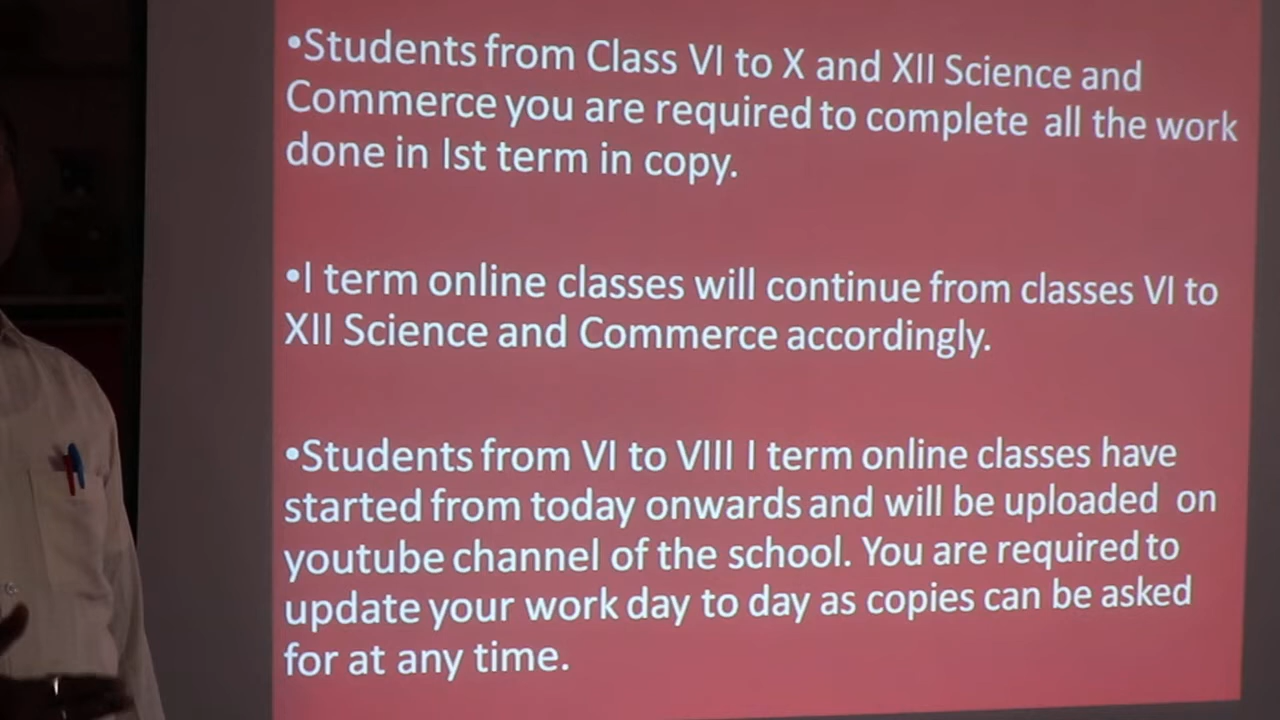 •Students from Class VI to X and XII Science and
Commerce you are required to complete all the work
done in Ist term in copy.
•I term online classes will continue from classes VI to
XII Science and Commerce accordingly.
•Students from VI to VIII I term online classes have
started from today onwards and will be uploaded on
youtube channel of the school. You are required to
update your work day to day as copies can be asked
for at any time.